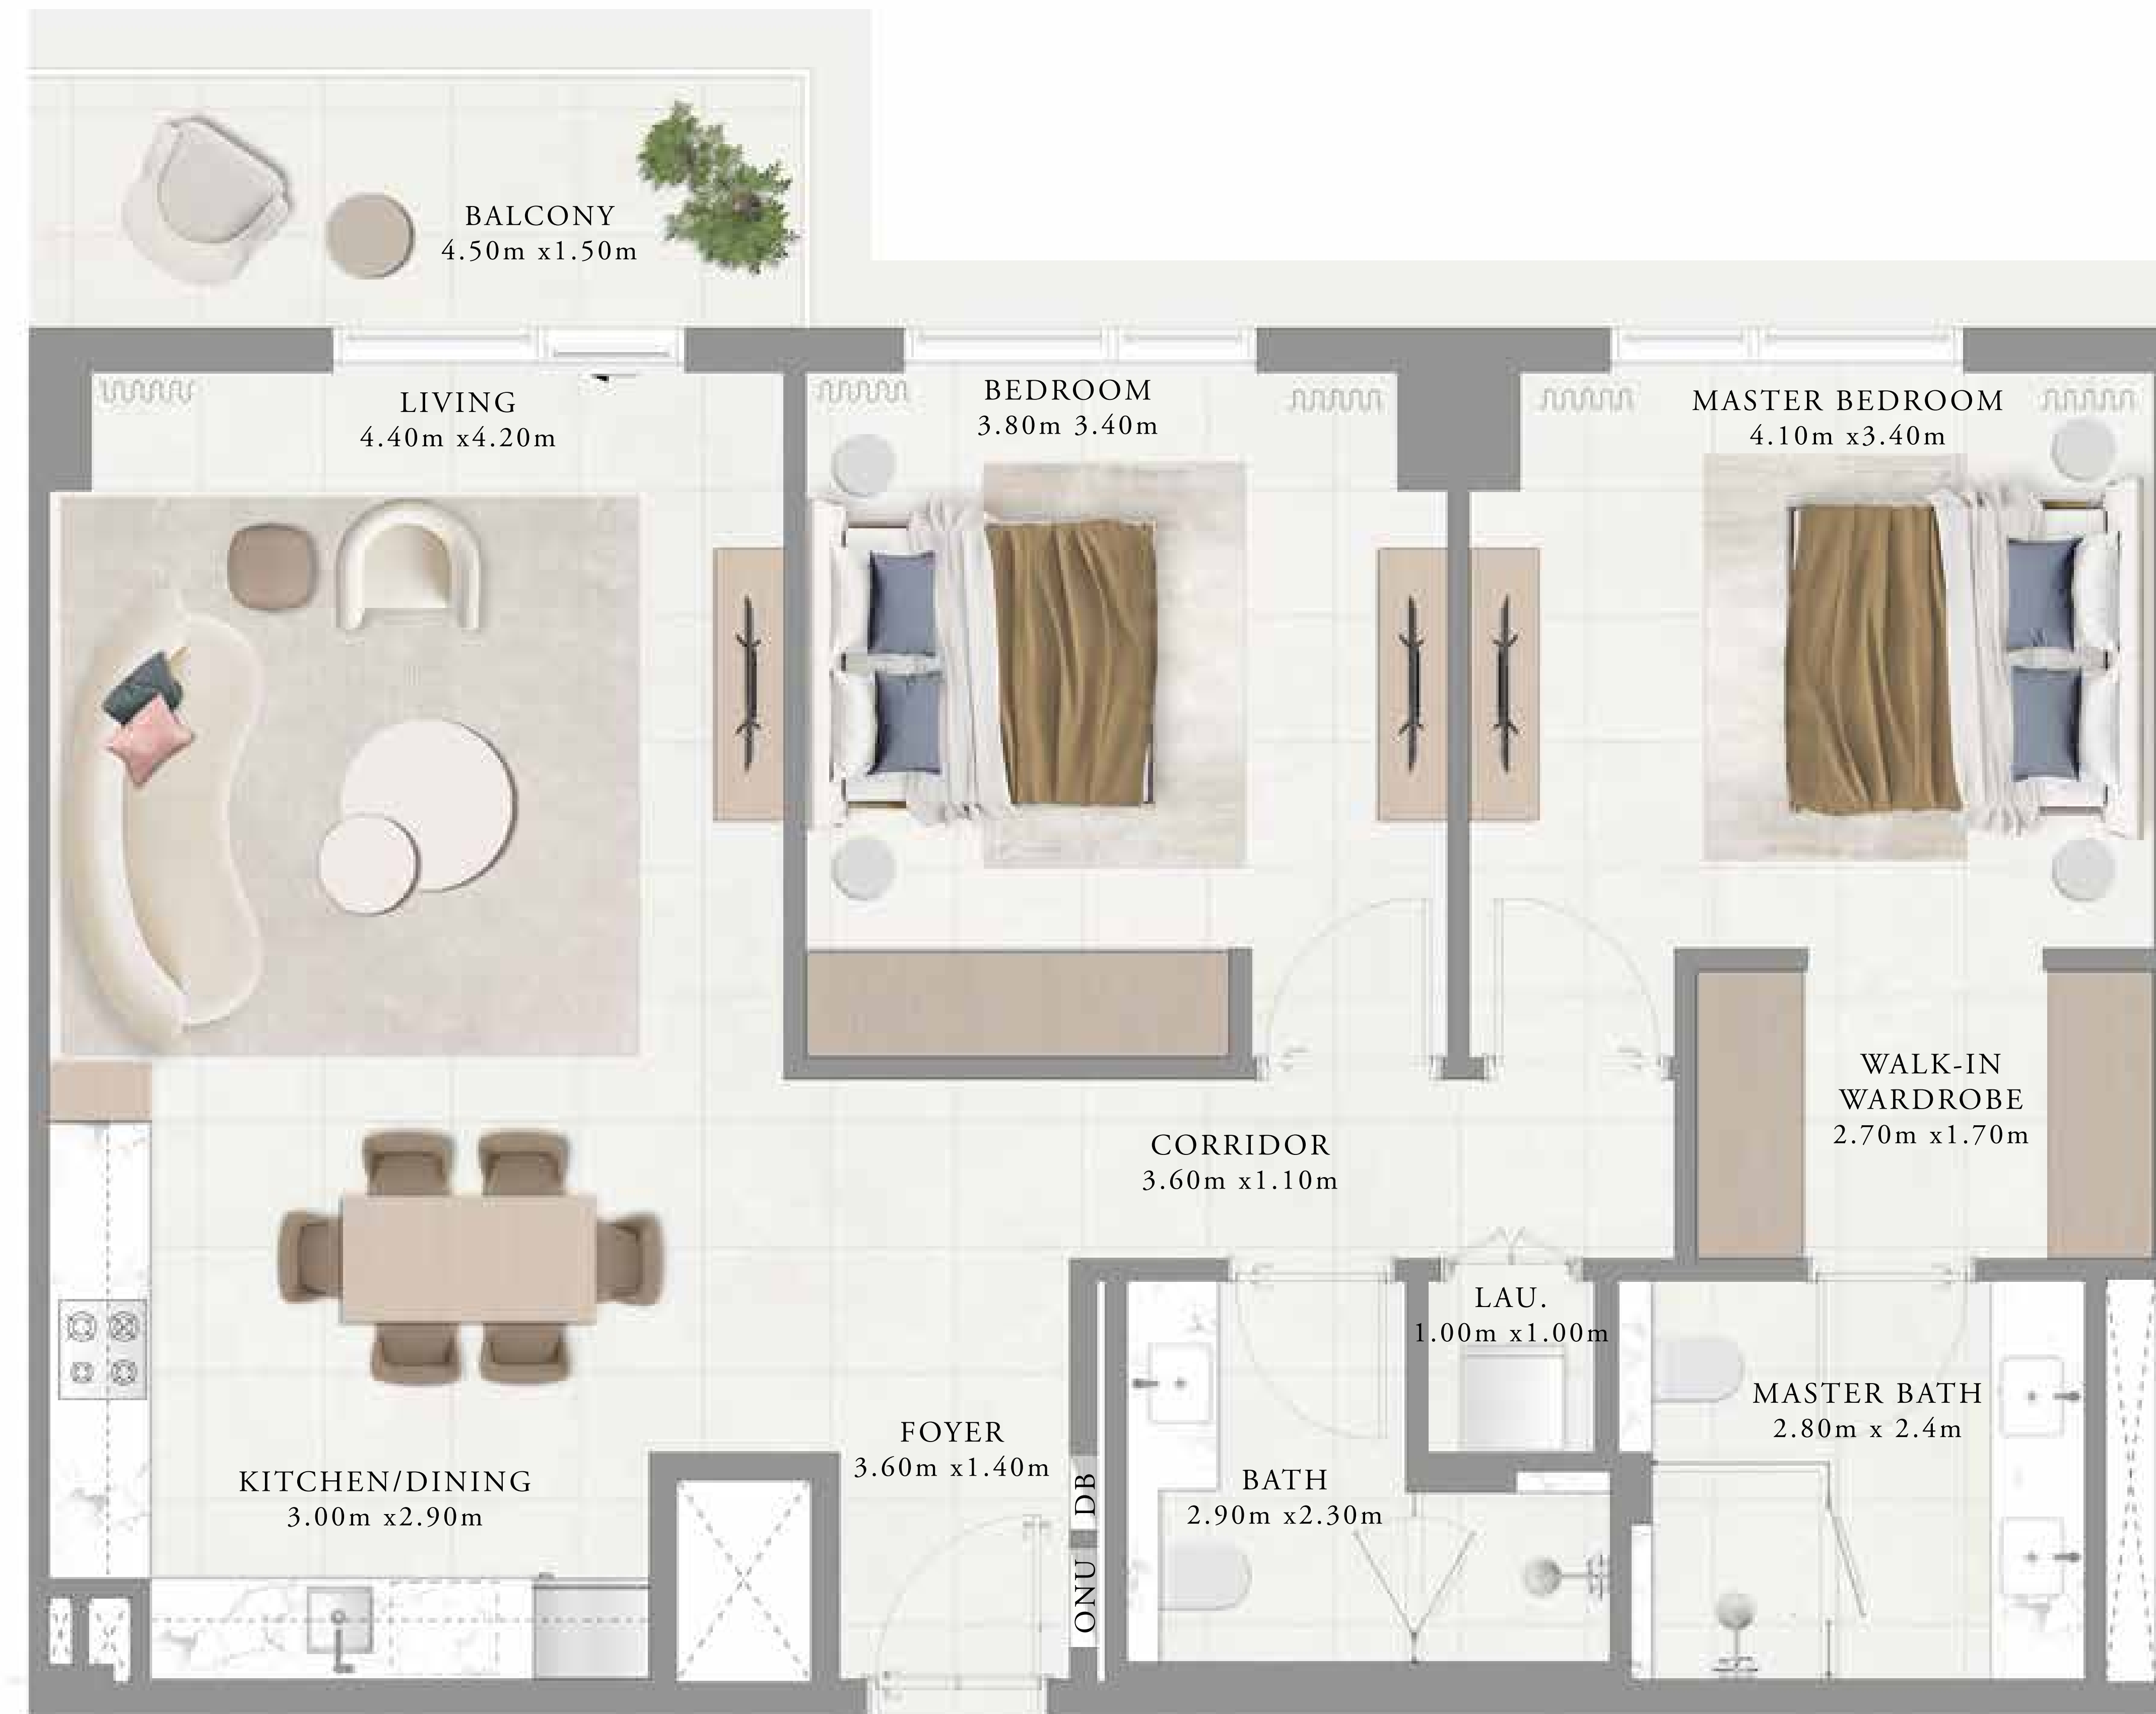 BALCONY
4.50m x1.50m
LIVING
4.40m x4.20m
BEDROOM
3.80m 3.40m
MASTER BEDROOM
4.10m x3.40m
WALK-IN
WARDROBE
2.70m x1.70m
CORRIDOR
3.60m x1.10m
LAU.
1.00m x1.00m
MASTER BATH
2.80m x 2.4m
FOYER
3.60m x1.40m
KITCHEN/DINING
3.00m x2.90m
BATH
2.90m x2.30m
DB
ONU